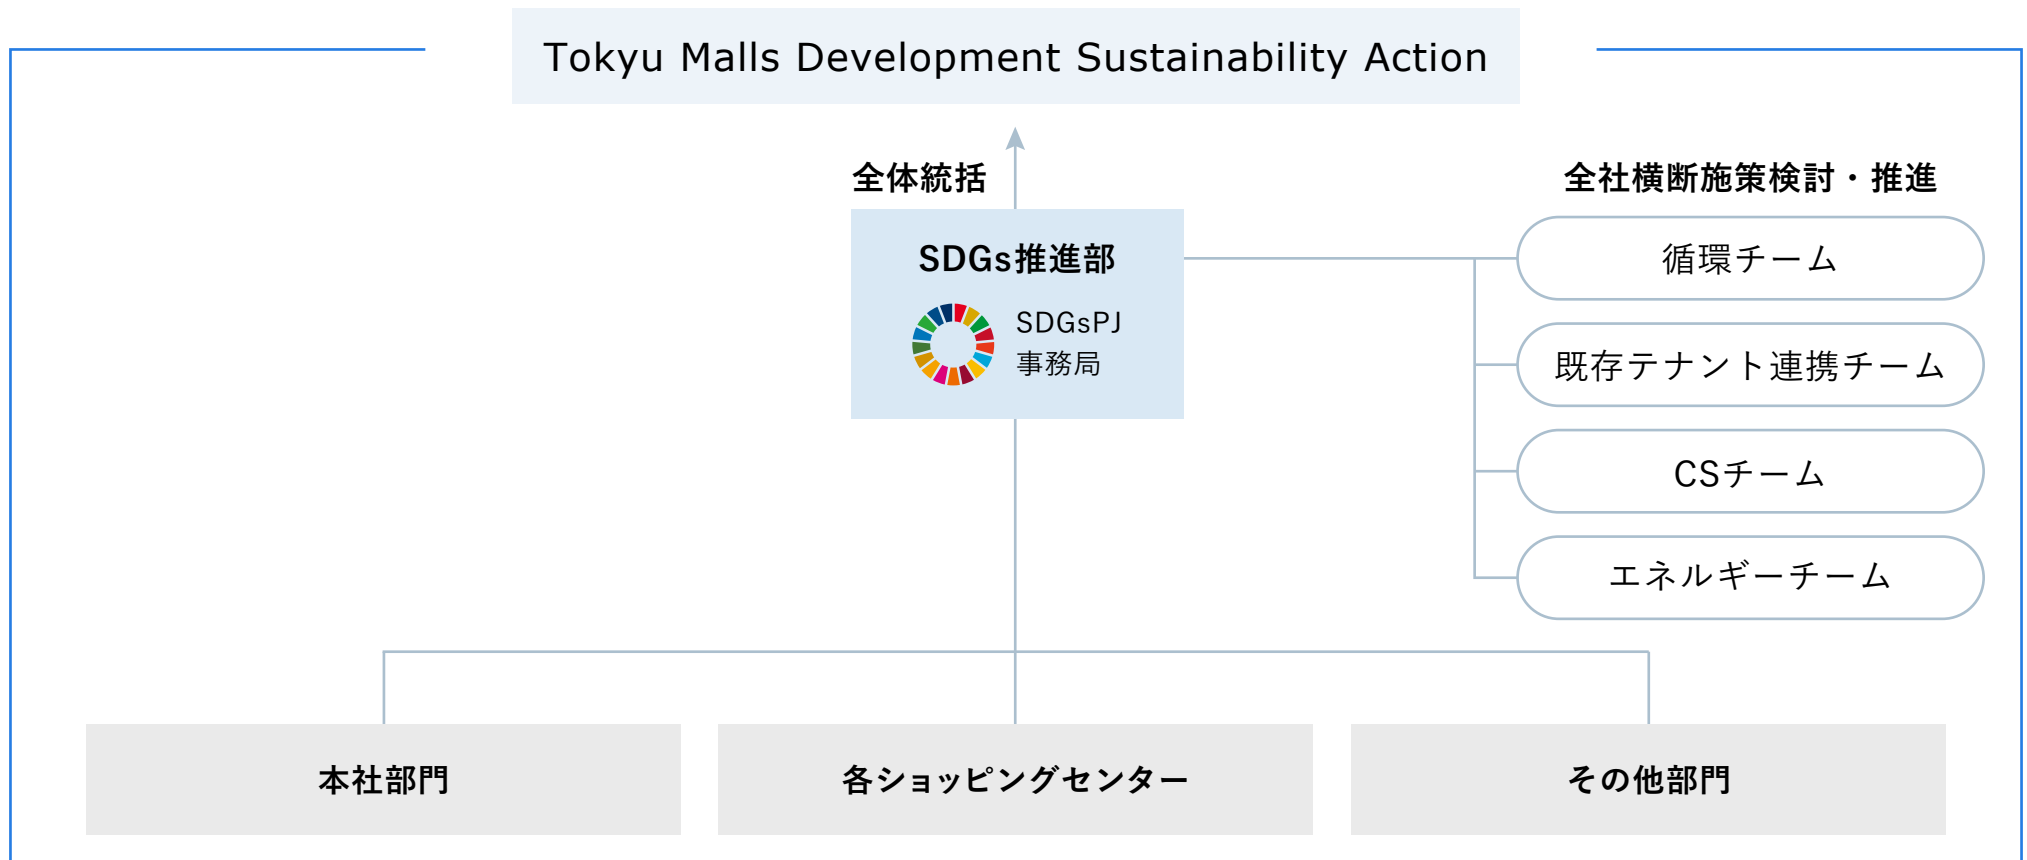 Tokyu Malls Development Sustainability Action
全体統括
全社横断施策検討・推進
SDGs推進部
SDGsPJ
事務局
循環チーム
既存テナント連携チーム
CSチーム
エネルギーチーム
本社部門
各ショッピングセンター
その他部門